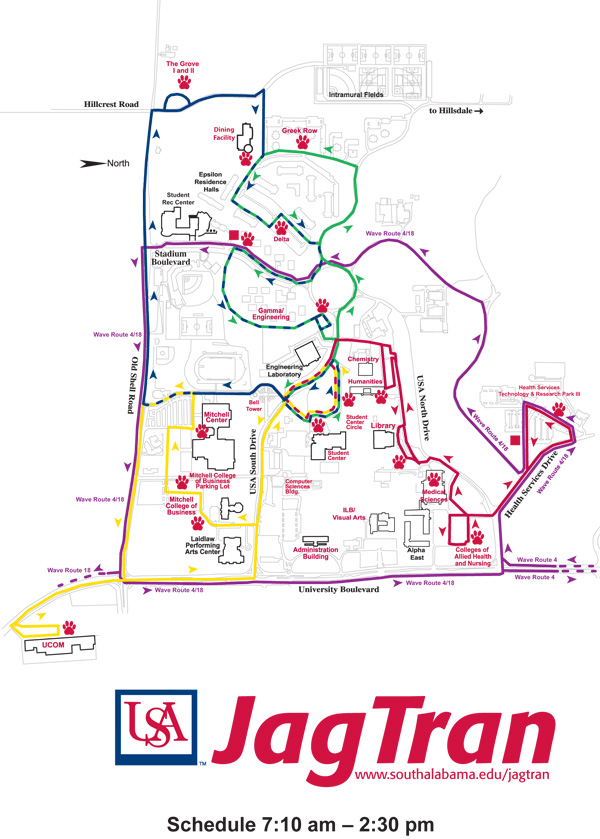 The Grove
I and II
Hillcrest Road
Intramural Fields
to Hillsdale
Dining
Facility
Greek Row
North
Epsilon
Residence
Halls
Student
Rec Center
Delta
Wave Route 4/18
Stadium
Boulevard
Gamma/
Engineering
Wave Route 4/18
Old Shell Road
Engineering
Laboratory
Chemistry
Humanities
USA North Drive
Health Services
Technology & Research Park III
Bell
Tower
Mitchell
Center
USA South Drive
Student
Center
Circle
Library
Student
Center
Wave Route 4/18
Wave Route 4/18
Health Services Drive
Mitchell College
of Business
Parking Lot
Computer
Sciences
Bldg.
Medical
Sciences
Wave Route 4/18
Mitchell
College of
Business
ILB/
Visual Arts
Laidlaw
Performing
Arts Center
Administration
Building
Alpha
East
Colleges of
Allied Health
and Nursing
Wave Route 18
Wave Route 4
Wave Route 4
Wave Route 4/18
University Boulevard
Wave Route 4/18
UCOM
USA
TM
JagTran
www.southalabama.edu/jagtran
Schedule 7:10 am – 2:30 pm